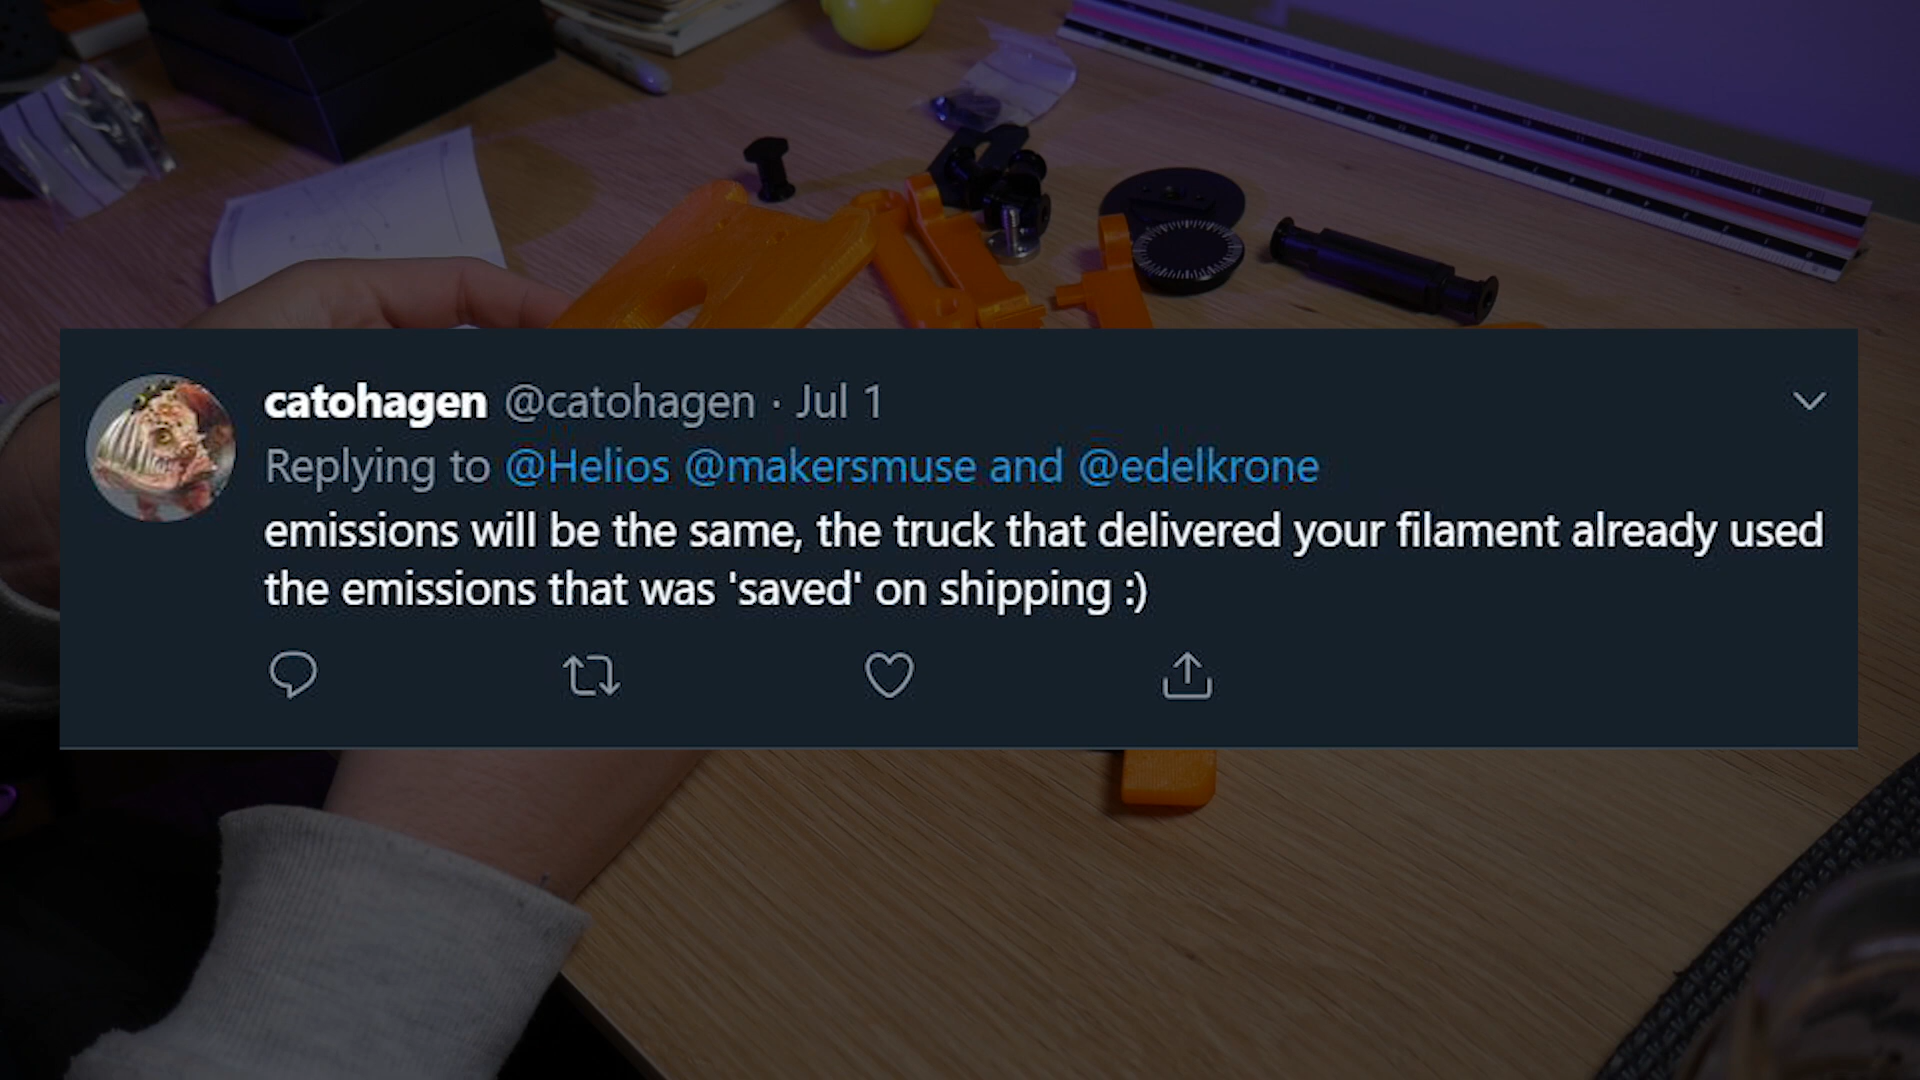 catohagen @catohagen · Jul 1
Replying to @Helios @makersmuse and @edelkrone
emissions will be the same, the truck that delivered your filament already used
the emissions that was 'saved' on shipping :)